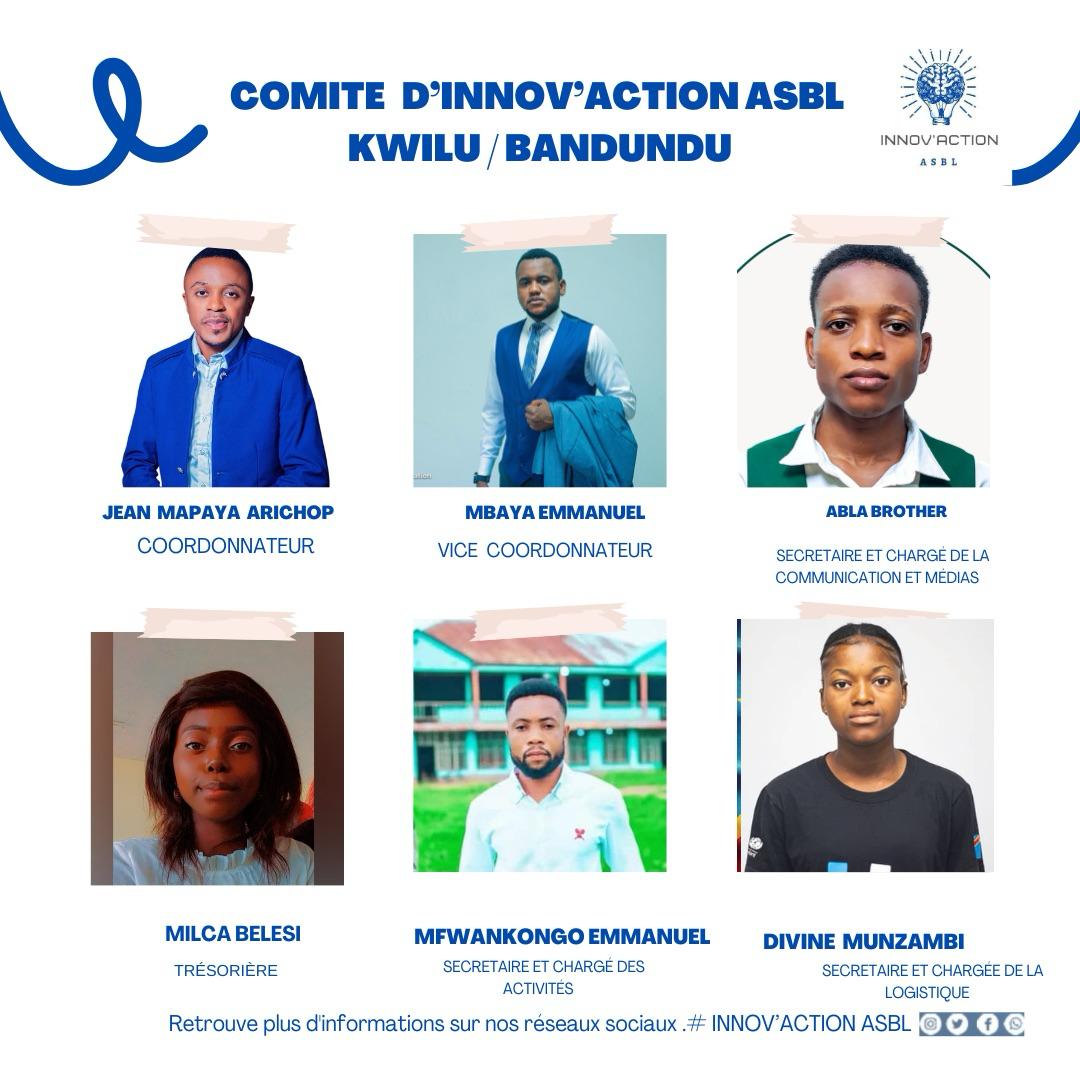 COMITE D'INNOV'ACTION ASBL
KWILU / BANDUNDU
INNOV'ACTION
ASBL
JEAN MAPAYA ARICHOP
COORDONNATEUR
MBAYA EMMANUEL
VICE COORDONNATEUR
ABLA BROTHER
SECRETAIRE ET CHARGÉ DE LA
COMMUNICATION ET MÉDIAS
MILCA BELESI
TRÉSORIÈRE
MFWANKONGO EMMANUEL
SECRETAIRE ET CHARGÉ DES
ACTIVITÉS
DIVINE MUNZAMBI
SECRETAIRE ET CHARGÉE DE LA
LOGISTIQUE
Retrouve plus d'informations sur nos réseaux sociaux .# INNOV'ACTION ASBL